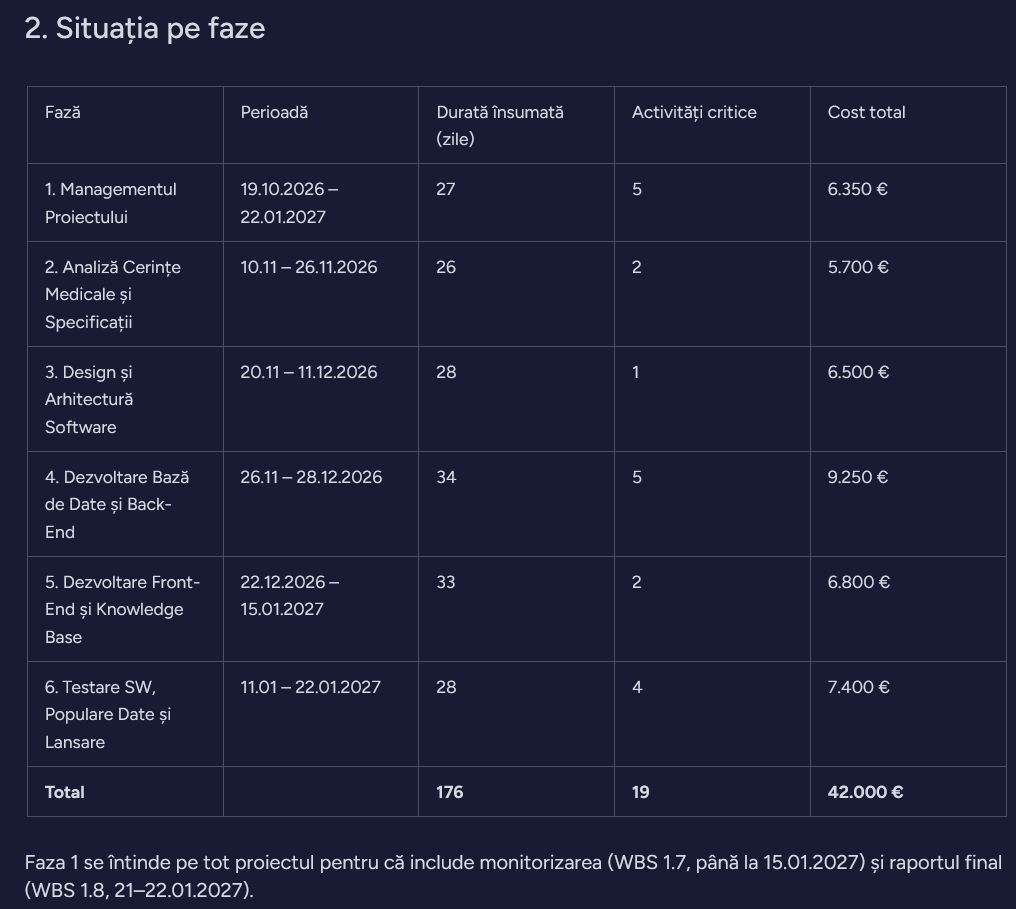 2. Situația pe faze
Fază Perioadă Durată însumată (zile) Activități critice Cost total
1. Managementul Proiectului 19.10.2026 – 22.01.2027 27 5 6.350 €
2. Analiză Cerințe Medicale și Specificații 10.11 – 26.11.2026 26 2 5.700 €
3. Design și Arhitectură Software 20.11 – 11.12.2026 28 1 6.500 €
4. Dezvoltare Bază de Date și Back-End 26.11 – 28.12.2026 34 5 9.250 €
5. Dezvoltare Front-End și Knowledge Base 22.12.2026 – 15.01.2027 33 2 6.800 €
6. Testare SW, Populare Date și Lansare 11.01 – 22.01.2027 28 4 7.400 €
Total 176 19 42.000 €
Faza 1 se întinde pe tot proiectul pentru că include monitorizarea (WBS 1.7, până la 15.01.2027) și raportul final
(WBS 1.8, 21–22.01.2027).